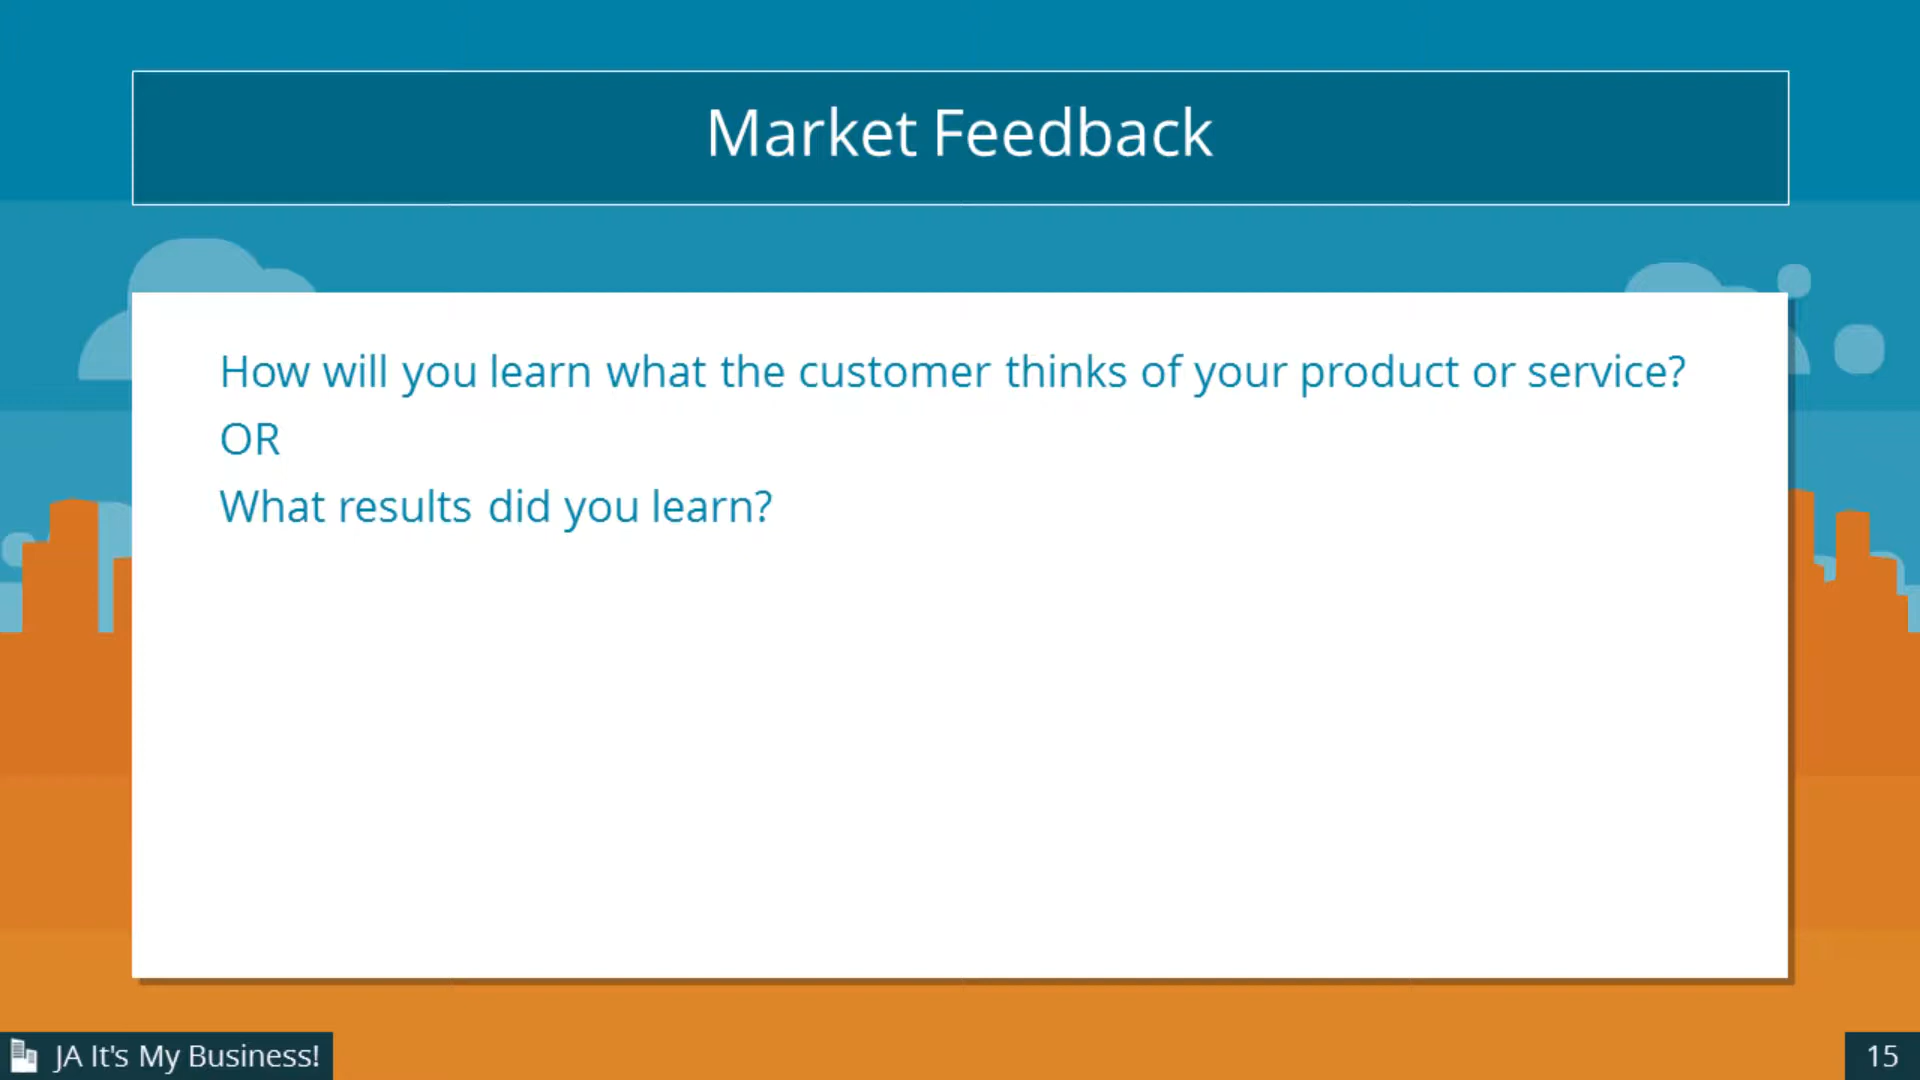 Market Feedback
How will you learn what the customer thinks of your product or service?
OR
What results did you learn?
JA It's My Business!
15